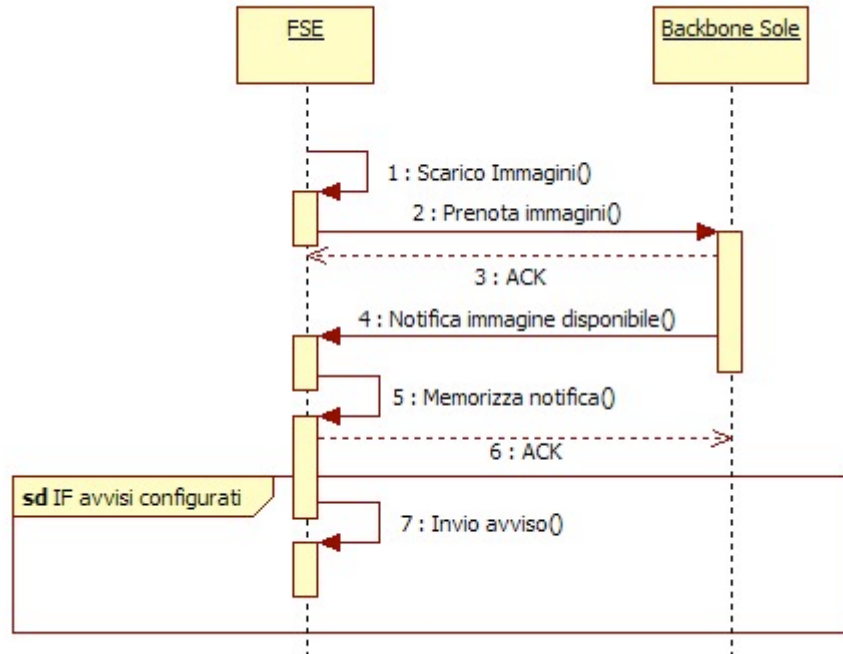 FSE
Backbone Sole
1 : Scarico Immagini()
2 : Prenota immagini()
3 : ACK
4 : Notifica immagine disponibile()
5 : Memorizza notifica()
6 : ACK
sd IF avvisi configurati
7 : Invio avviso()